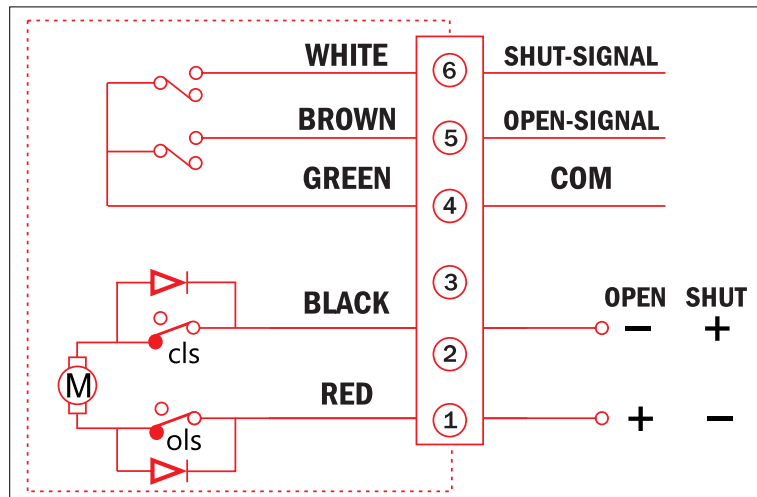 WHITE 6 SHUT-SIGNAL
BROWN 5 OPEN-SIGNAL
GREEN 4 COM
3
BLACK OPEN SHUT
− +
cls 2
M
RED 1 + −
ols